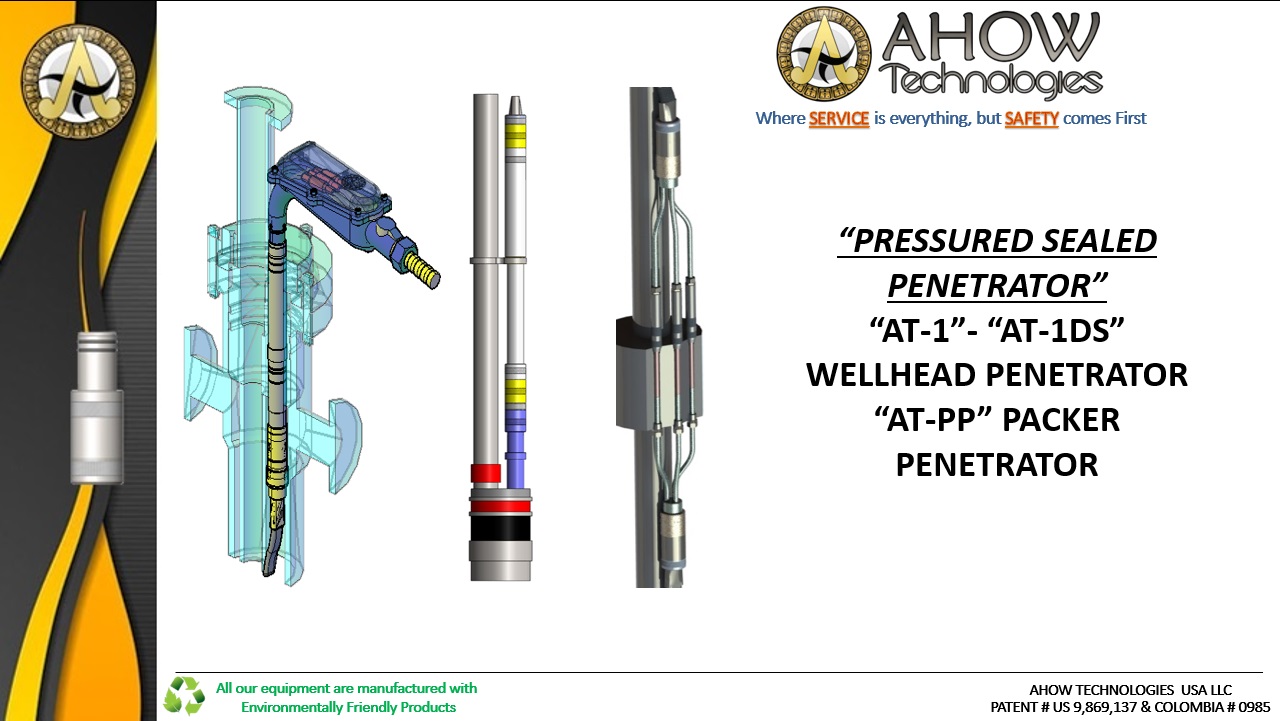 AHOW
Technologies
Where SERVICE is everything, but SAFETY comes First
“PRESSURED SEALED
PENETRATOR”
“AT-1”- “AT-1DS”
WELLHEAD PENETRATOR
“AT-PP” PACKER
PENETRATOR
All our equipment are manufactured with
Environmentally Friendly Products
AHOW TECHNOLOGIES USA LLC
PATENT # US 9,869,137 & COLOMBIA # 0985